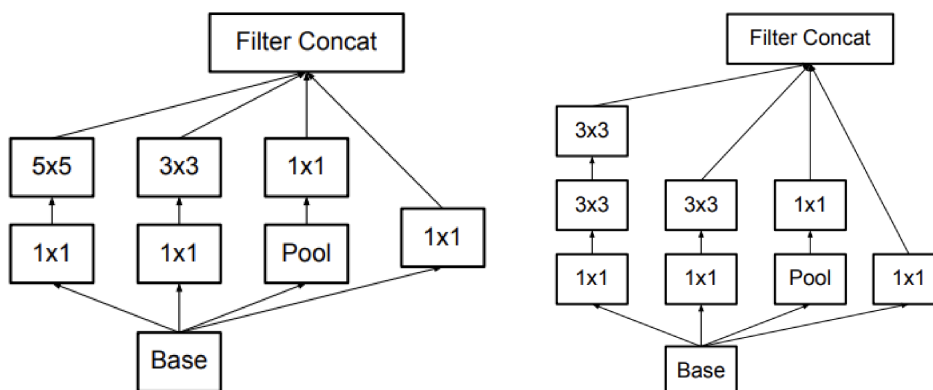 Filter Concat
5x5
3x3
1x1
1x1
1x1
Pool
1x1
Base
Filter Concat
3x3
3x3
3x3
1x1
1x1
1x1
Pool
1x1
Base